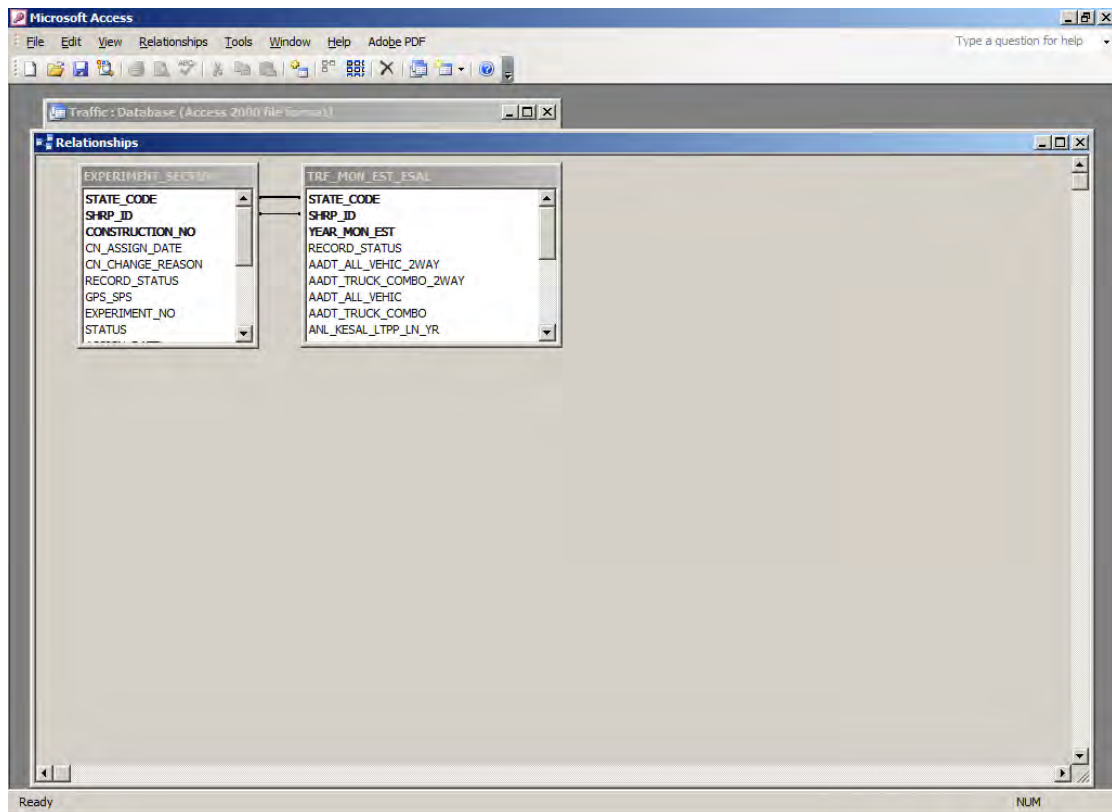 Microsoft Access
File Edit View Relationships Tools Window Help Adobe PDF Type a question for help
Traffic : Database (Access 2000 file format)
Relationships
EXPERIMENT_SECTION
STATE_CODE
SHRP_ID
CONSTRUCTION_NO
CN_ASSIGN_DATE
CN_CHANGE_REASON
RECORD_STATUS
GPS_SPS
EXPERIMENT_NO
STATUS
TRF_MON_EST_ESAL
STATE_CODE
SHRP_ID
YEAR_MON_EST
RECORD_STATUS
AADT_ALL_VEHIC_2WAY
AADT_TRUCK_COMBO_2WAY
AADT_ALL_VEHIC
AADT_TRUCK_COMBO
ANL_KESAL_LTPP_LN_YR
Ready NUM